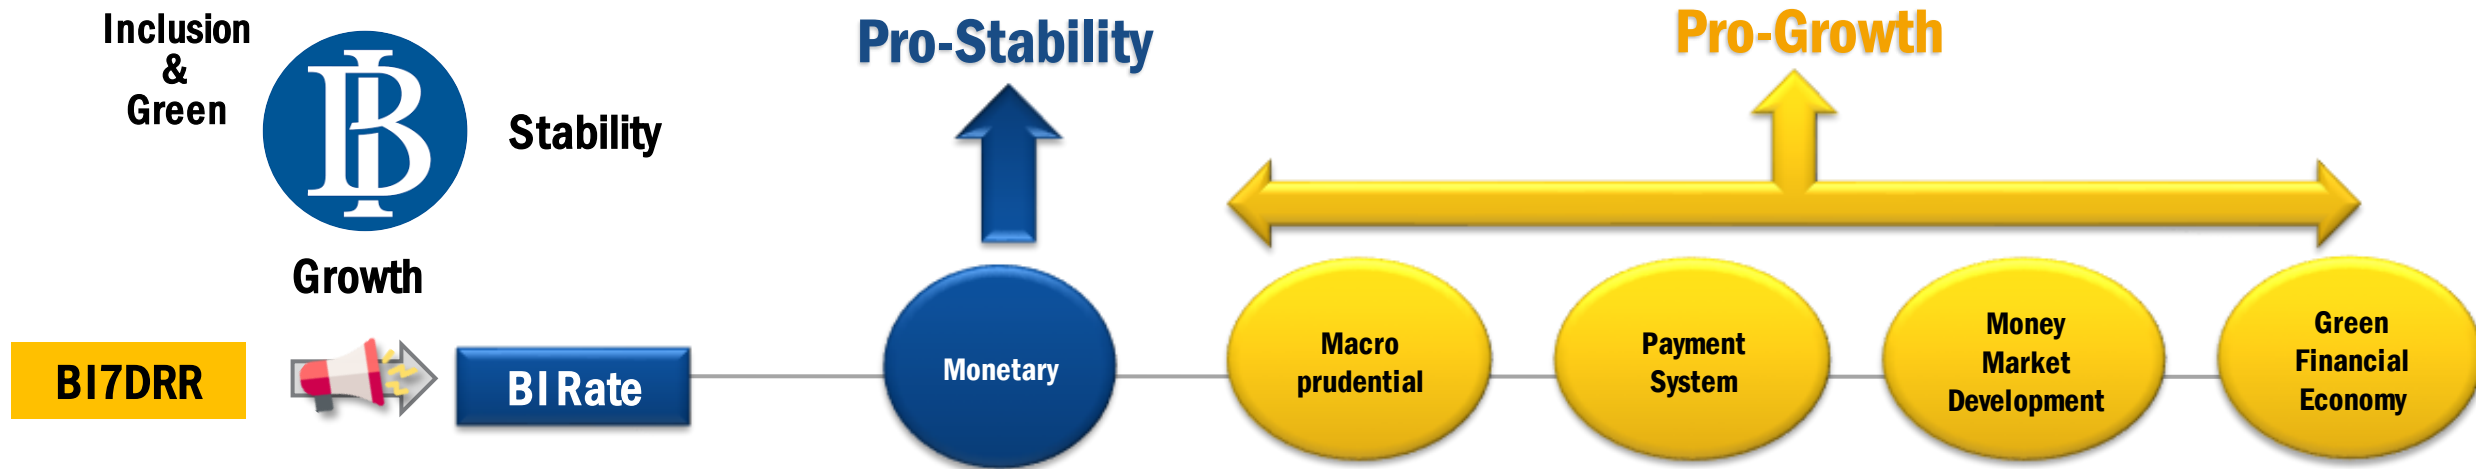 Inclusion
&
Green
BI
Stability
Growth
Pro-Stability
Pro-Growth
BI7DRR
BI Rate
Monetary
Macro
prudential
Payment
System
Money
Market
Development
Green
Financial
Economy